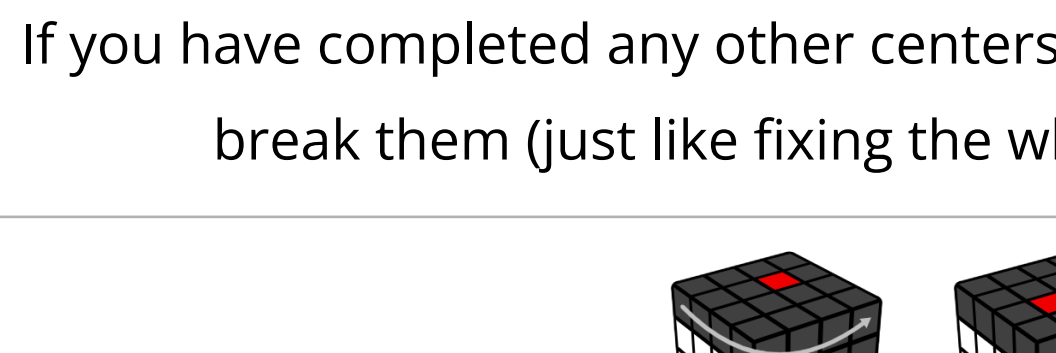 If you have completed any other centers
break them (just like fixing the